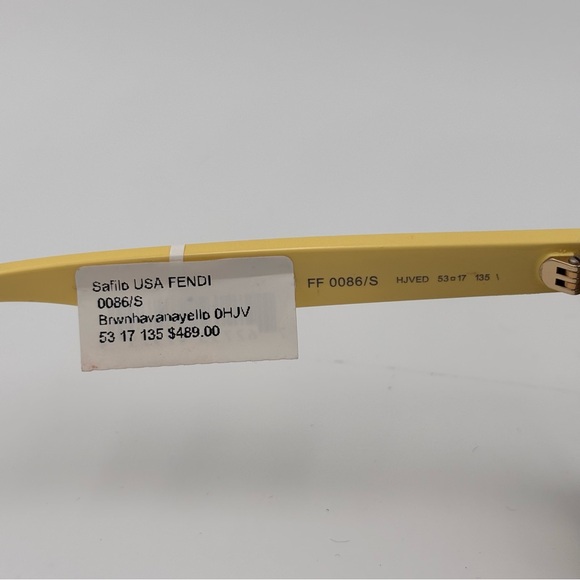 Safilo USA FENDI
0086/S
Brwnhavanayello 0HJV
53 17 135 $489.00
FF 0086/S HJVED 53□17 135 \